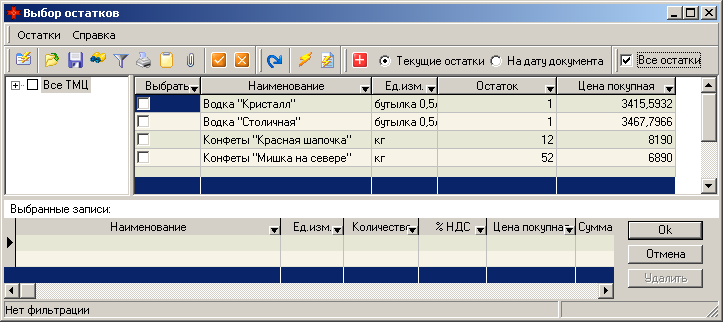 Выбор остатков
Остатки Справка
Текущие остатки На дату документа Все остатки
Все ТМЦ
Выбрать Наименование Ед.изм. Остаток Цена покупная
Водка "Кристалл" бутылка 0,5л 1 3415,5932
Водка "Столичная" бутылка 0,5л 1 3467,7966
Конфеты "Красная шапочка" кг 12 8190
Конфеты "Мишка на севере" кг 52 6890
Выбранные записи:
Наименование Ед.изм. Количество % НДС Цена покупна Сумма
Ok
Отмена
Удалить
Нет фильтрации